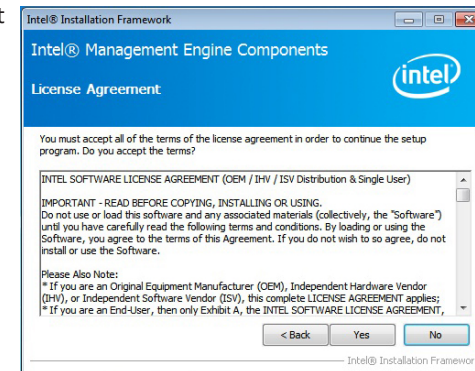 t
Intel® Installation Framework
Intel® Management Engine Components
License Agreement
(intel)
You must accept all of the terms of the license agreement in order to continue the setup
program. Do you accept the terms?
INTEL SOFTWARE LICENSE AGREEMENT (OEM / IHV / ISV Distribution & Single User)
IMPORTANT - READ BEFORE COPYING, INSTALLING OR USING.
Do not use or load this software and any associated materials (collectively, the "Software")
until you have carefully read the following terms and conditions. By loading or using the
Software, you agree to the terms of this Agreement. If you do not wish to so agree, do not
install or use the Software.
Please Also Note:
* If you are an Original Equipment Manufacturer (OEM), Independent Hardware Vendor
(IHV), or Independent Software Vendor (ISV), this complete LICENSE AGREEMENT applies;
* If you are an End-User, then only Exhibit A, the INTEL SOFTWARE LICENSE AGREEMENT,
< Back Yes No
Intel® Installation Framewor